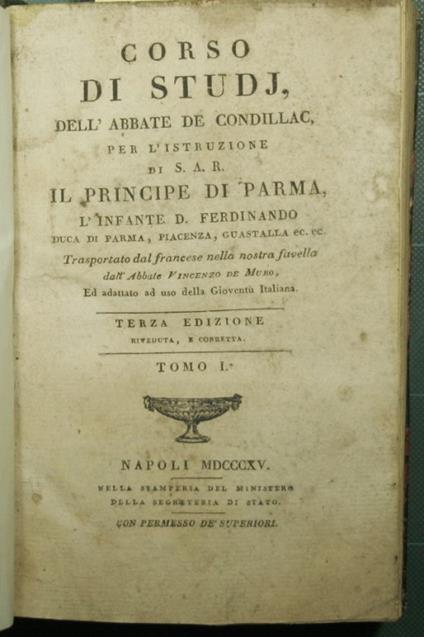 CORSO
DI STUDJ,
DELL' ABBATE DE CONDILLAC,
PER L'ISTRUZIONE
DI S. A. R.
IL PRINCIPE DI PARMA,
L'INFANTE D. FERDINANDO
DUCA DI PARMA, PIACENZA, GUASTALLA ec. ec.
Trasportato dal francese nella nostra favella
dall' Abbate VINCENZO DE MURO,
Ed adattato ad uso della Gioventù Italiana.
TERZA EDIZIONE
RIVEDUTA, E CORRETTA.
TOMO I.°
NAPOLI MDCCCXV.
NELLA STAMPERIA DEL MINISTERO
DELLA SEGRETERIA DI STATO.
CON PERMESSO DE' SUPERIORI.